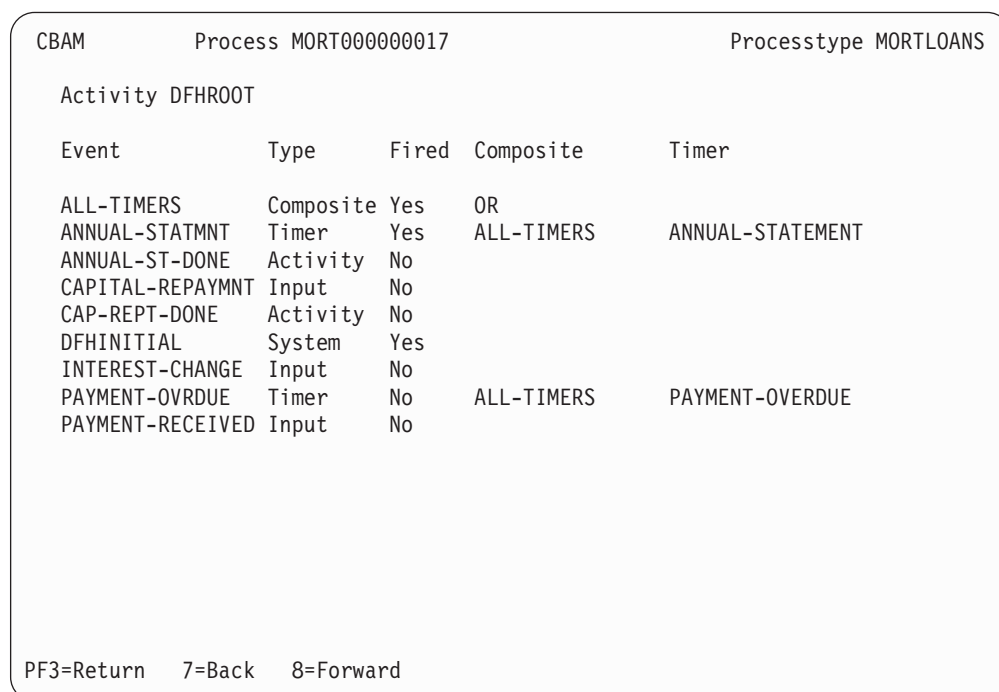 CBAM Process MORT000000017 Processtype MORTLOANS
Activity DFHROOT
Event Type Fired Composite Timer
ALL-TIMERS Composite Yes OR
ANNUAL-STATMNT Timer Yes ALL-TIMERS ANNUAL-STATEMENT
ANNUAL-ST-DONE Activity No
CAPITAL-REPAYMNT Input No
CAP-REPT-DONE Activity No
DFHINITIAL System Yes
INTEREST-CHANGE Input No
PAYMENT-OVRDUE Timer No ALL-TIMERS PAYMENT-OVERDUE
PAYMENT-RECEIVED Input No
PF3=Return 7=Back 8=Forward